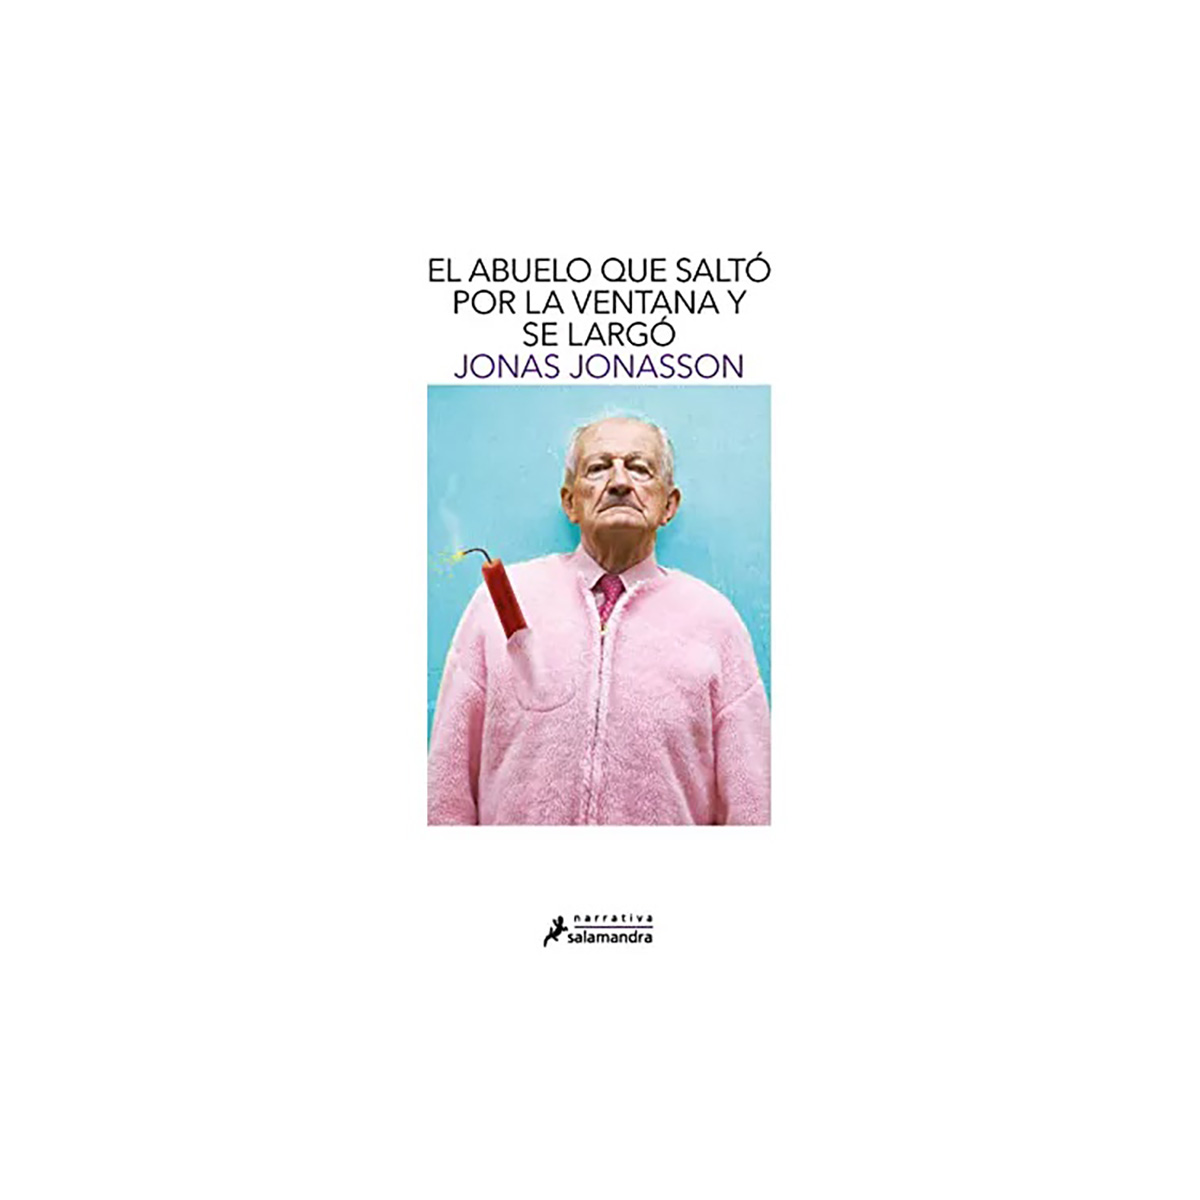 EL ABUELO QUE SALTÓ
POR LA VENTANA Y
SE LARGÓ
JONAS JONASSON
narrativa
salamandra